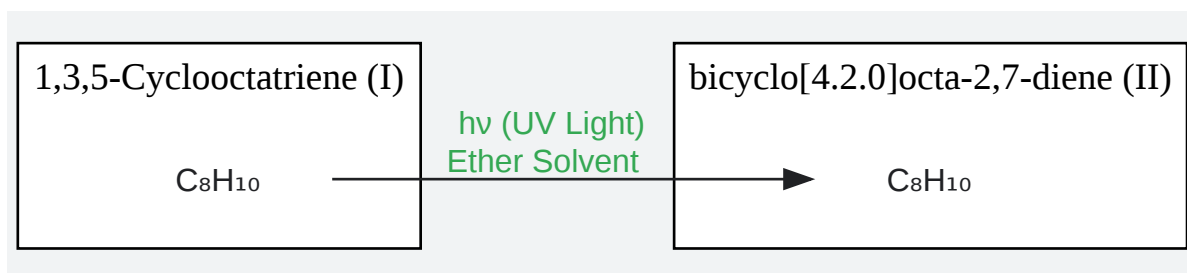 1,3,5-Cyclooctatriene (I)
bicyclo[4.2.0]octa-2,7-diene (II)
hν (UV Light)
Ether Solvent
C₈H₁₀
C₈H₁₀